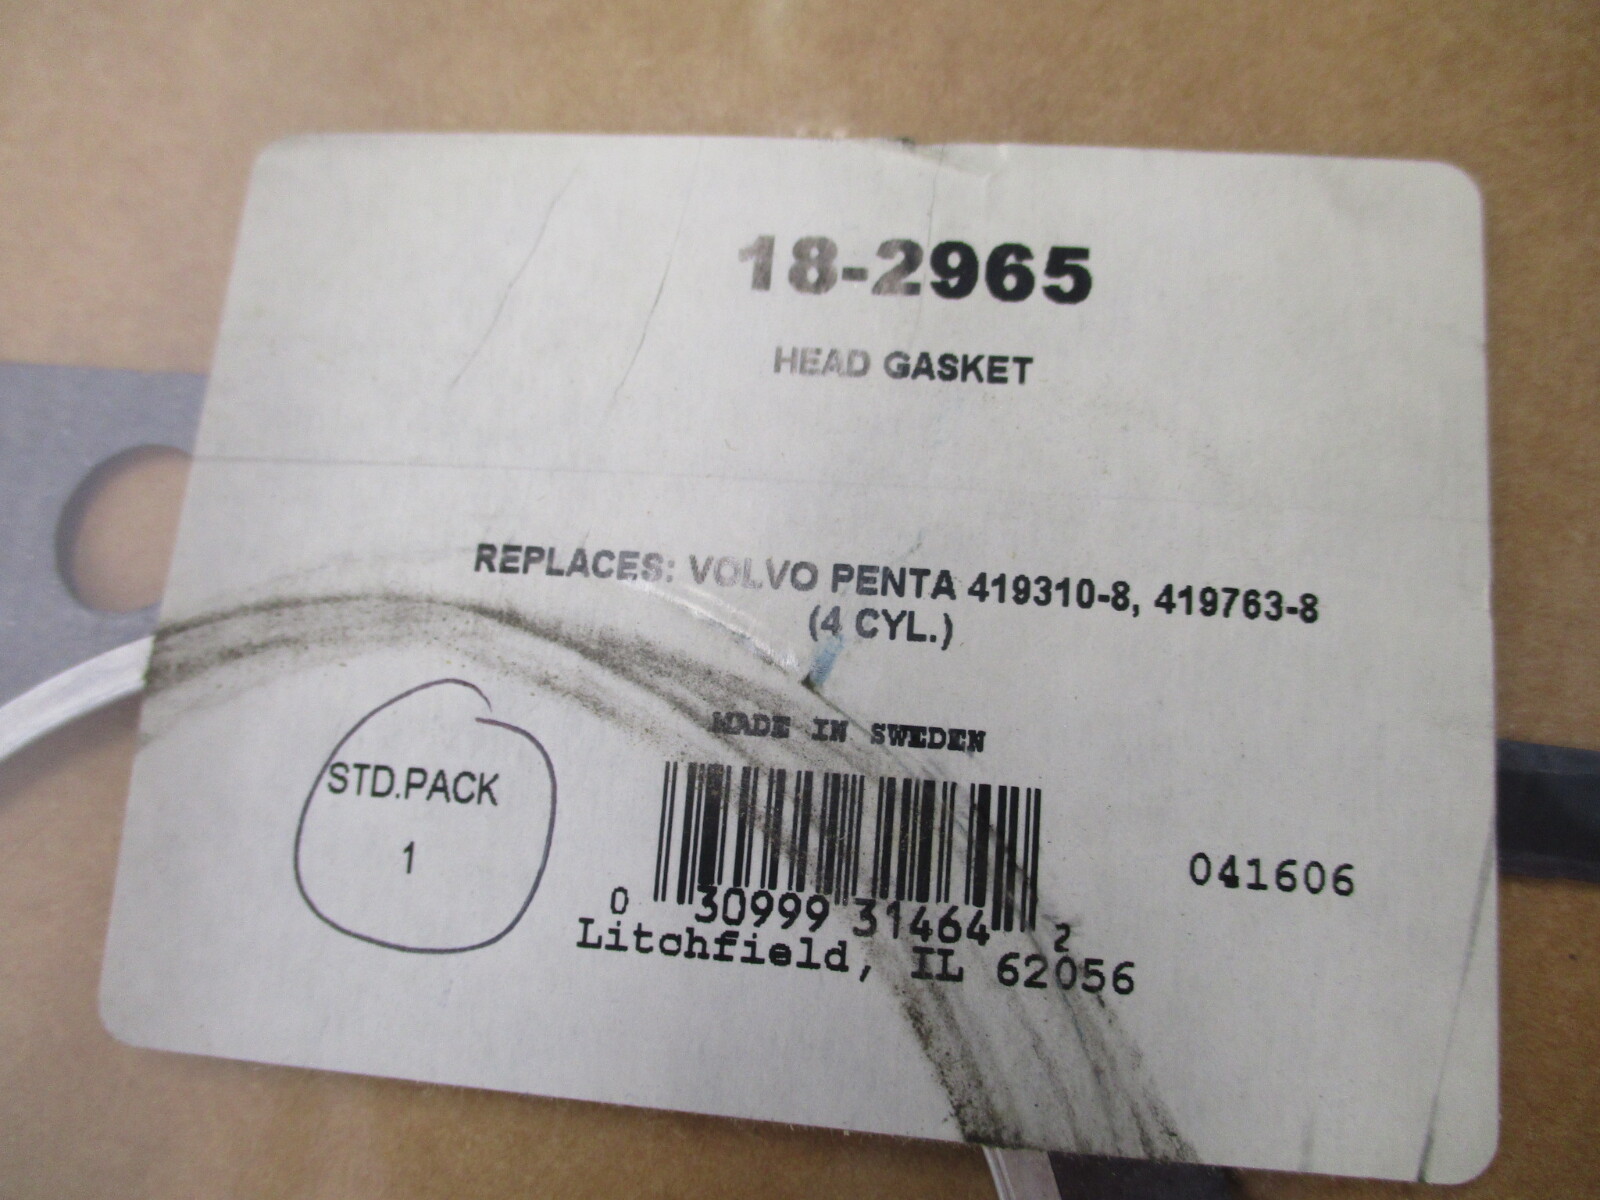 18-2965
HEAD GASKET
REPLACES: VOLVO PENTA 419310-8, 419763-8
(4 CYL.)
MADE IN SWEDEN
STD.PACK
1
041606
0 30999 31464 2
Litchfield, IL 62056